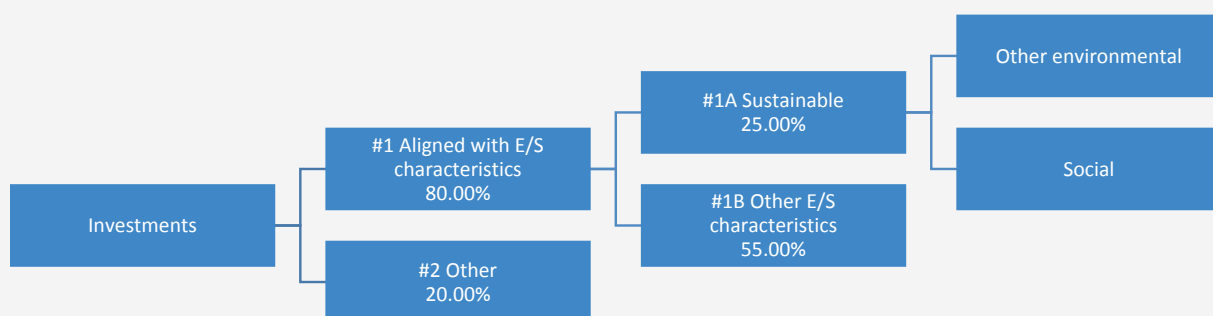 Investments
#1 Aligned with E/S
characteristics
80.00%
#2 Other
20.00%
#1A Sustainable
25.00%
#1B Other E/S
characteristics
55.00%
Other environmental
Social